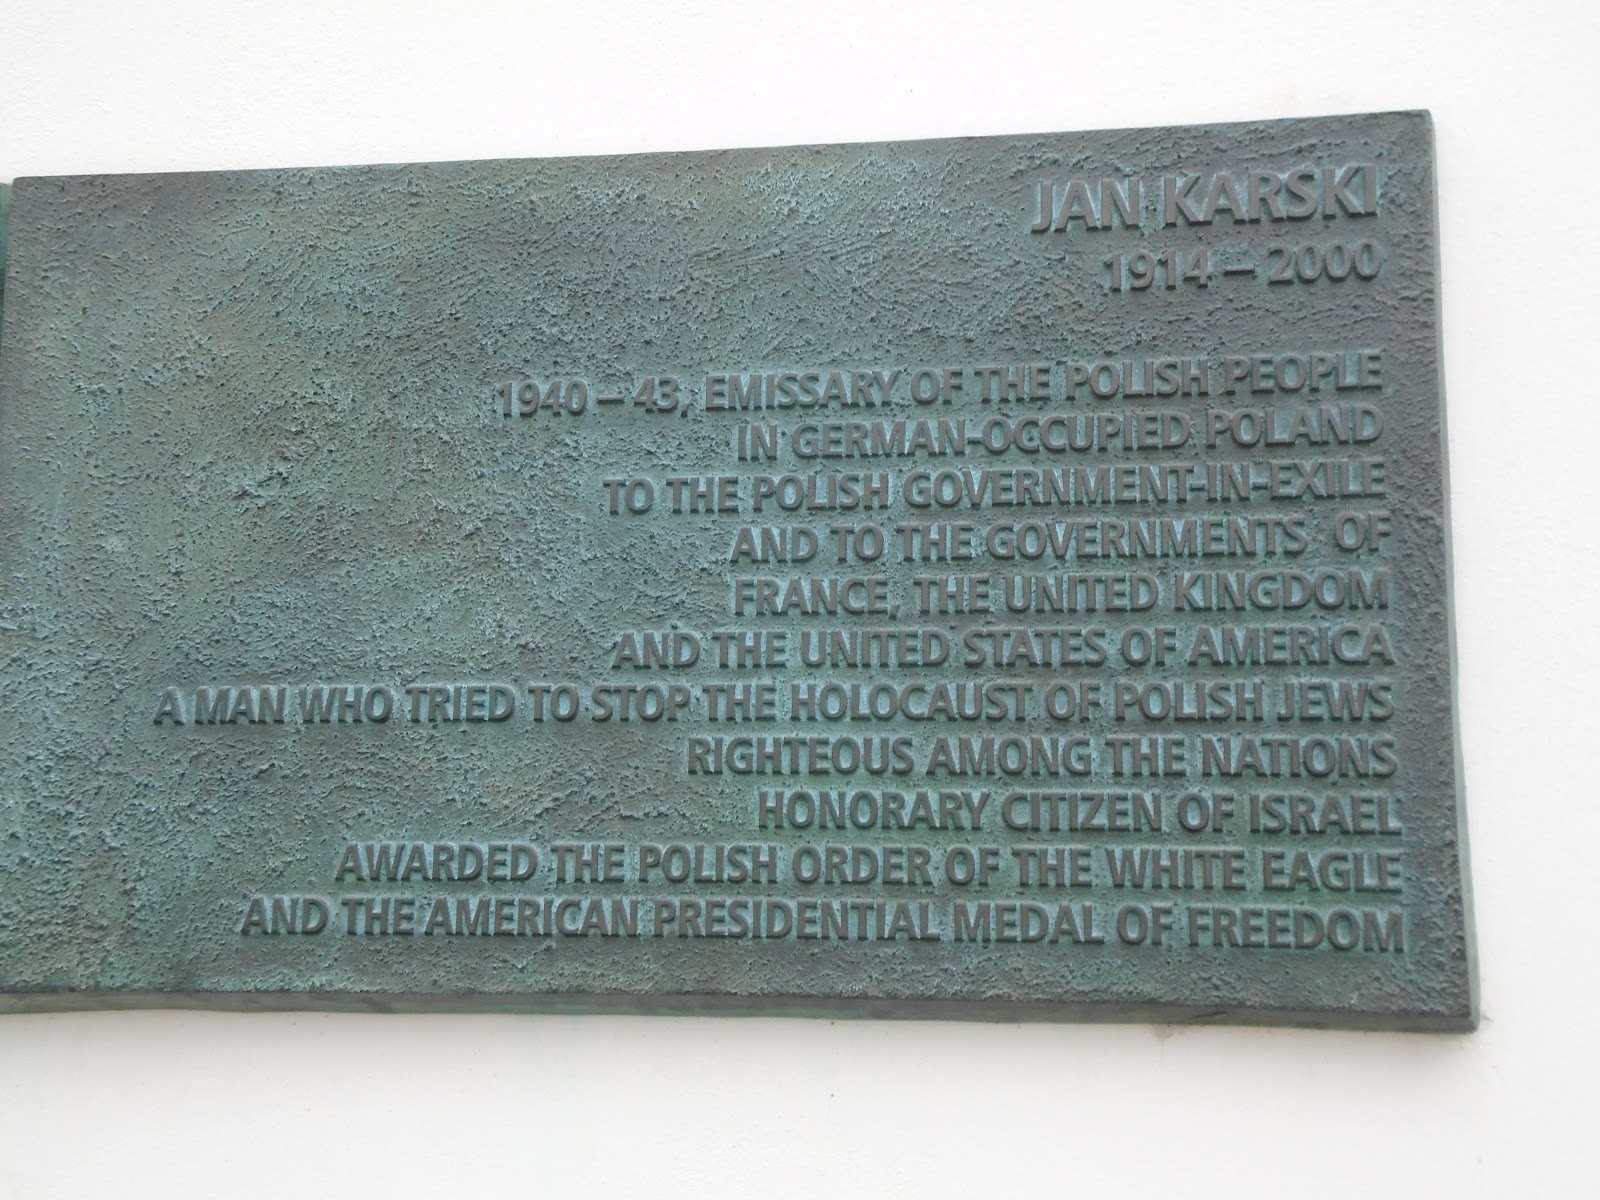 JAN KARSKI
1914 – 2000
1940 – 43, EMISSARY OF THE POLISH PEOPLE
IN GERMAN-OCCUPIED POLAND
TO THE POLISH GOVERNMENT-IN-EXILE
AND TO THE GOVERNMENTS OF
FRANCE, THE UNITED KINGDOM
AND THE UNITED STATES OF AMERICA
A MAN WHO TRIED TO STOP THE HOLOCAUST OF POLISH JEWS
RIGHTEOUS AMONG THE NATIONS
HONORARY CITIZEN OF ISRAEL
AWARDED THE POLISH ORDER OF THE WHITE EAGLE
AND THE AMERICAN PRESIDENTIAL MEDAL OF FREEDOM